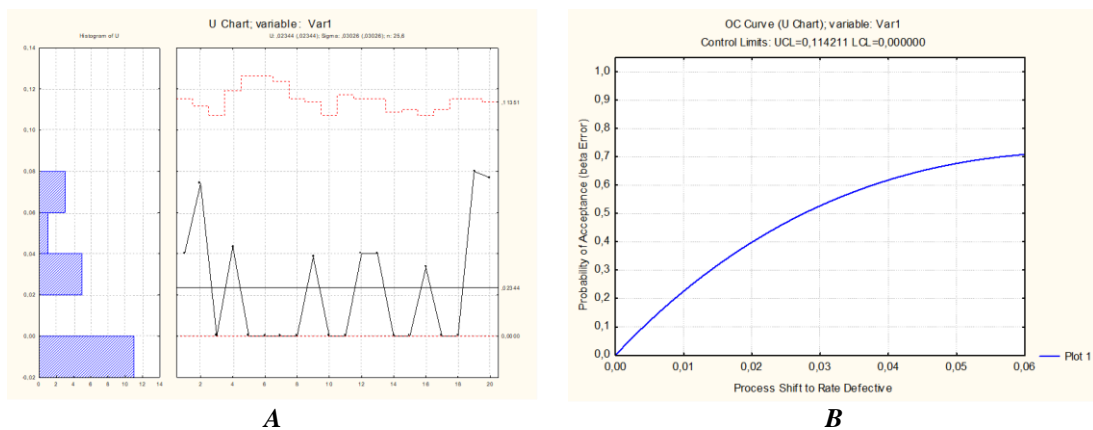 U Chart; variable: Var1
Histogram of U
U: ,02344 (,02344); Sigma: ,03026 (,03026); n: 25,6
0,14
0,12
0,10
0,08
0,06
0,04
0,02
0,00
-0,02
0 2 4 6 8 10 12 14
,11351
,02344
0,0000
2 4 6 8 10 12 14 16 18 20
A
OC Curve (U Chart); variable: Var1
Control Limits: UCL=0,114211 LCL=0,000000
Probability of Acceptance (beta Error)
1,0
0,9
0,8
0,7
0,6
0,5
0,4
0,3
0,2
0,1
0,0
0,00 0,01 0,02 0,03 0,04 0,05 0,06
Process Shift to Rate Defective
Plot 1
B